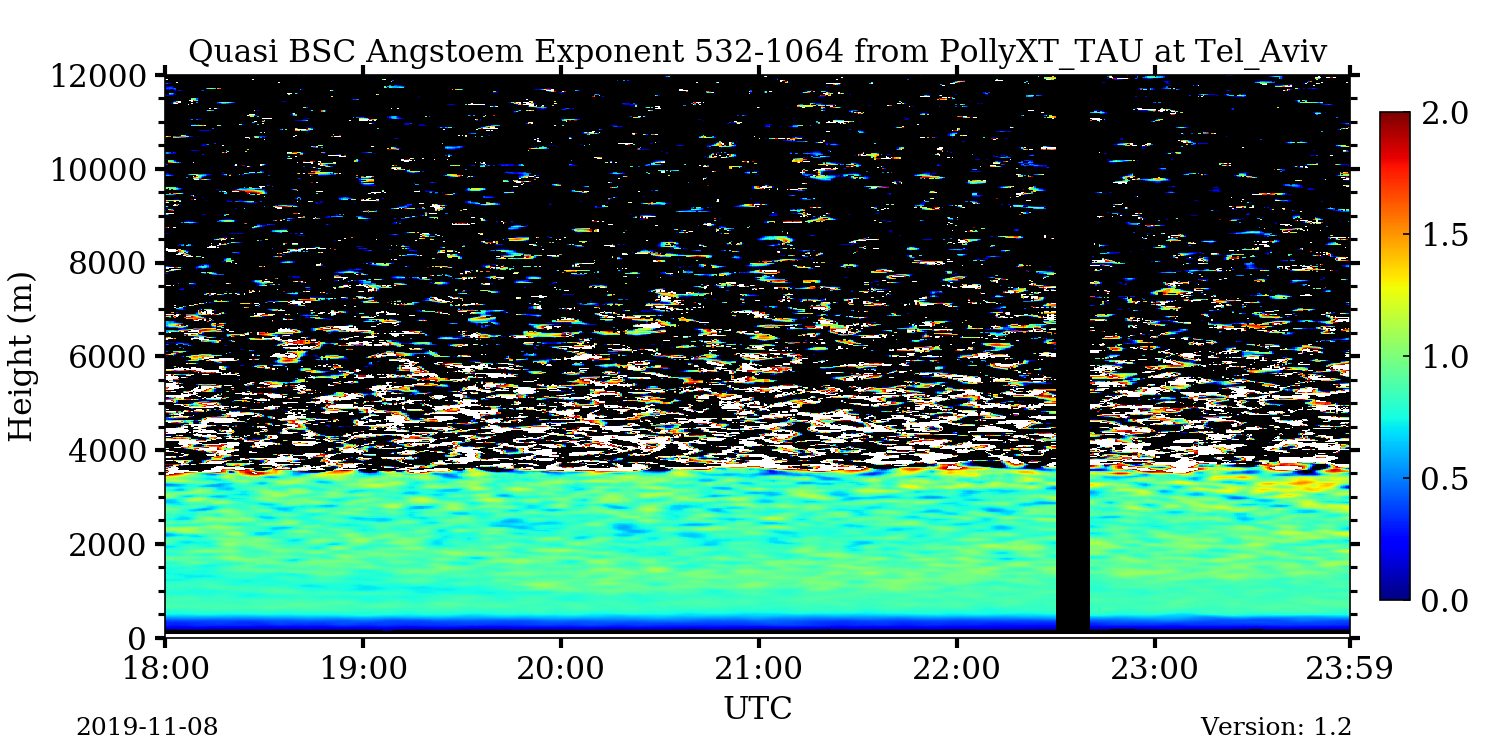 Quasi BSC Angstoem Exponent 532-1064 from PollyXT_TAU at Tel_Aviv
12000
10000
8000
6000
4000
2000
0
Height (m)
18:00 19:00 20:00 21:00 22:00 23:00 23:59
UTC
2.0
1.5
1.0
0.5
0.0
2019-11-08
Version: 1.2